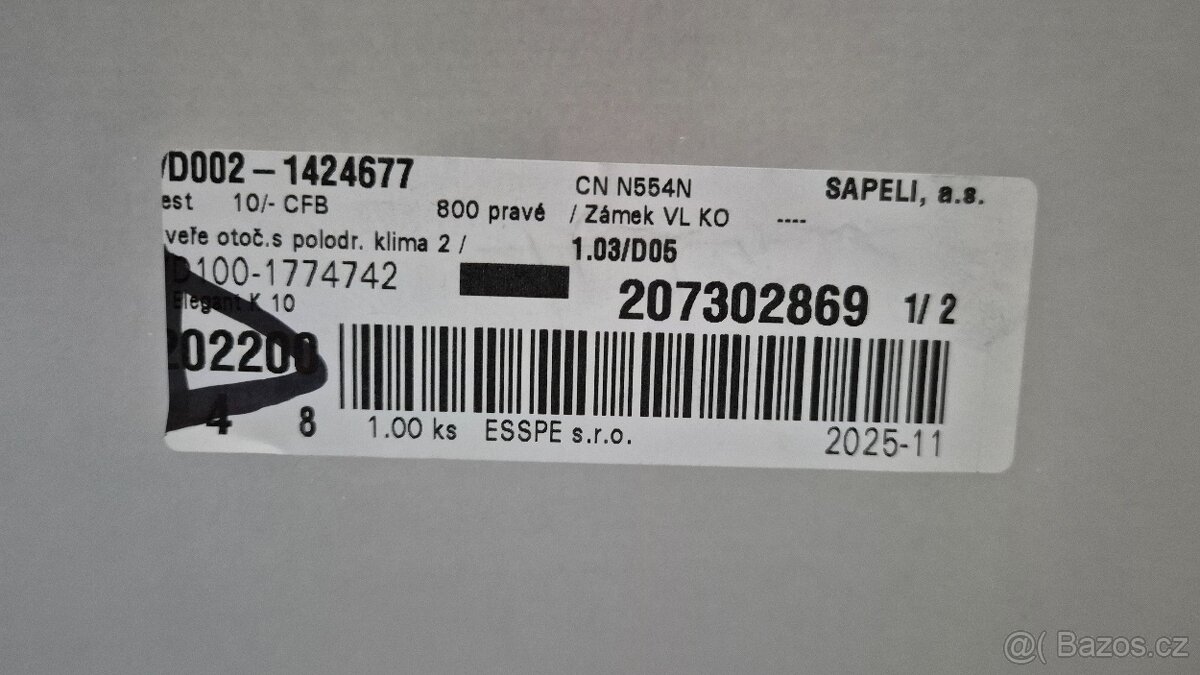 /D002-1424677
CN N554N
SAPELI, a.s.
est 10/- CFB 800 pravé / Zámek VL KO ----
veře otoč.s polodr. klima 2 / 1.03/D05
D100-1774742
207302869 1/ 2
Elegant K 10
202200
4 8 1.00 ks ESSPE s.r.o. 2025-11
@( Bazos.cz